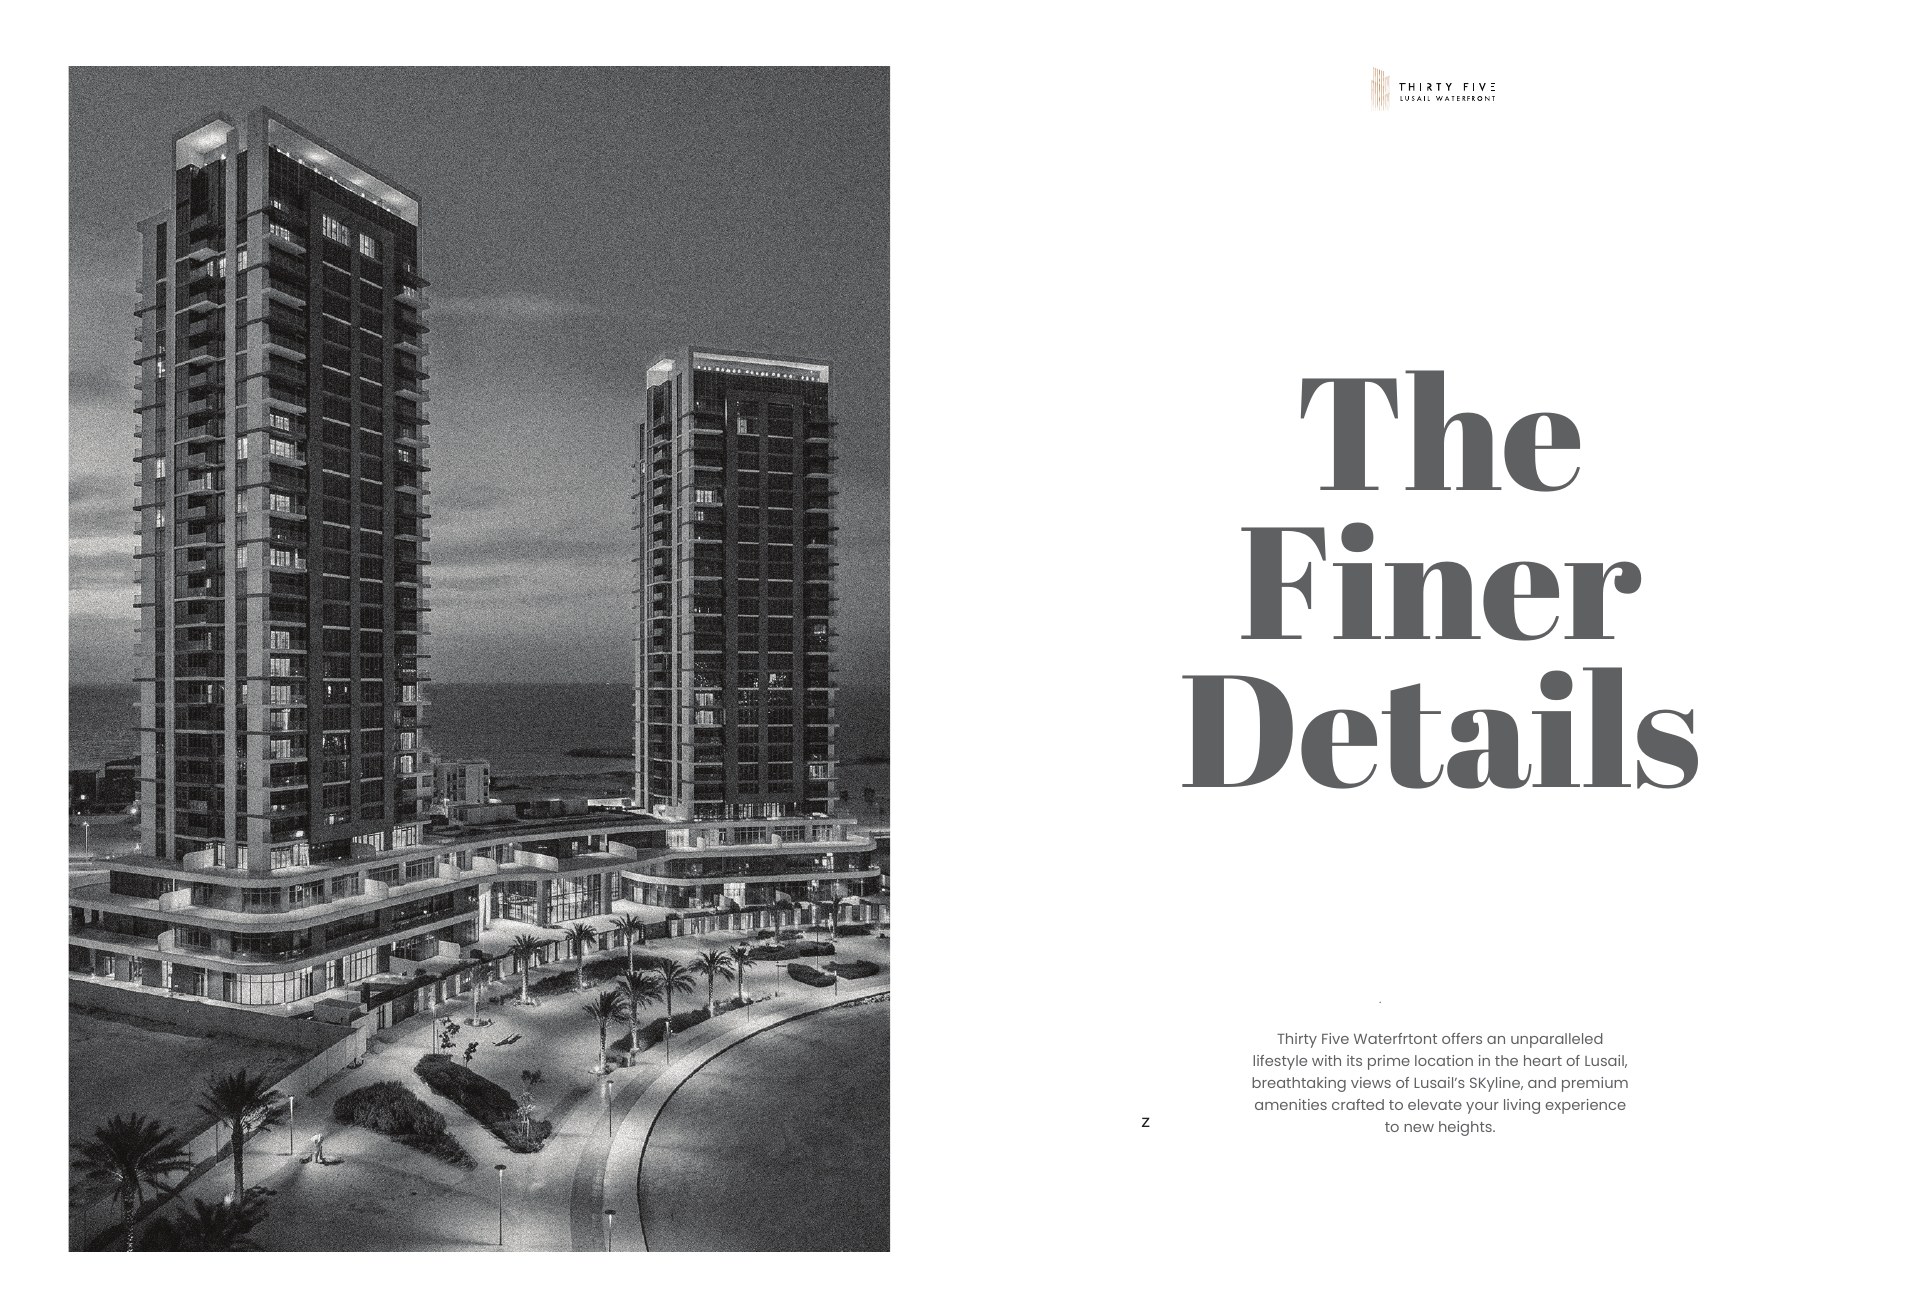 THIRTY FIVE
LUSAIL WATERFRONT
The
Finer
Details
Thirty Five Waterfrtont offers an unparalleled
lifestyle with its prime location in the heart of Lusail,
breathtaking views of Lusail’s SKyline, and premium
amenities crafted to elevate your living experience
to new heights.
z